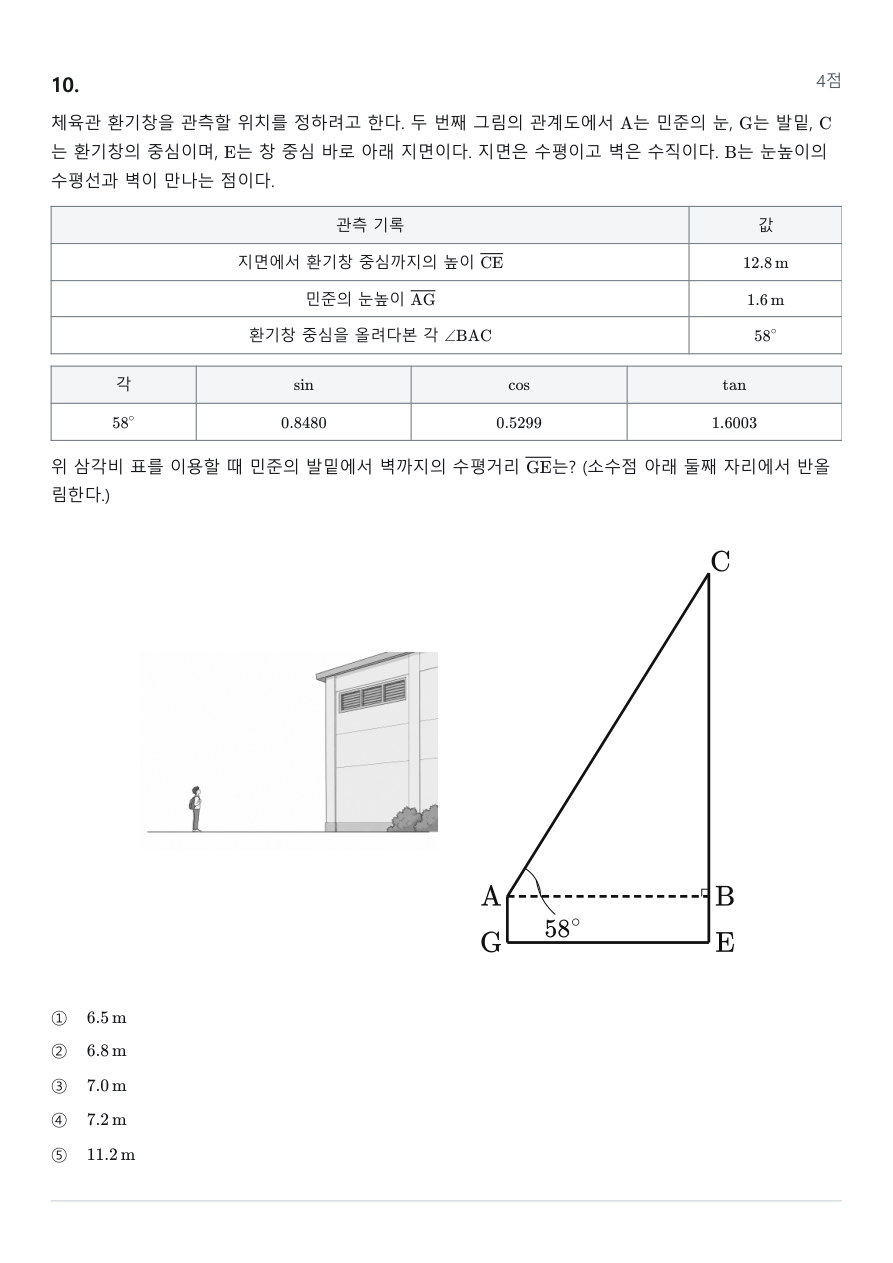 10.
4점
체육관 환기창을 관측할 위치를 정하려고 한다. 두 번째 그림의 관계도에서 A는 민준의 눈, G는 발밑, C
는 환기창의 중심이며, E는 창 중심 바로 아래 지면이다. 지면은 수평이고 벽은 수직이다. B는 눈높이의
수평선과 벽이 만나는 점이다.
관측 기록 값
지면에서 환기창 중심까지의 높이 C̅E̅ 12.8 m
민준의 눈높이 A̅G̅ 1.6 m
환기창 중심을 올려다본 각 ∠BAC 58°
각 sin cos tan
58° 0.8480 0.5299 1.6003
위 삼각비 표를 이용할 때 민준의 발밑에서 벽까지의 수평거리 G̅E̅는? (소수점 아래 둘째 자리에서 반올
림한다.)
C
A
B
58°
G
E
① 6.5 m
② 6.8 m
③ 7.0 m
④ 7.2 m
⑤ 11.2 m